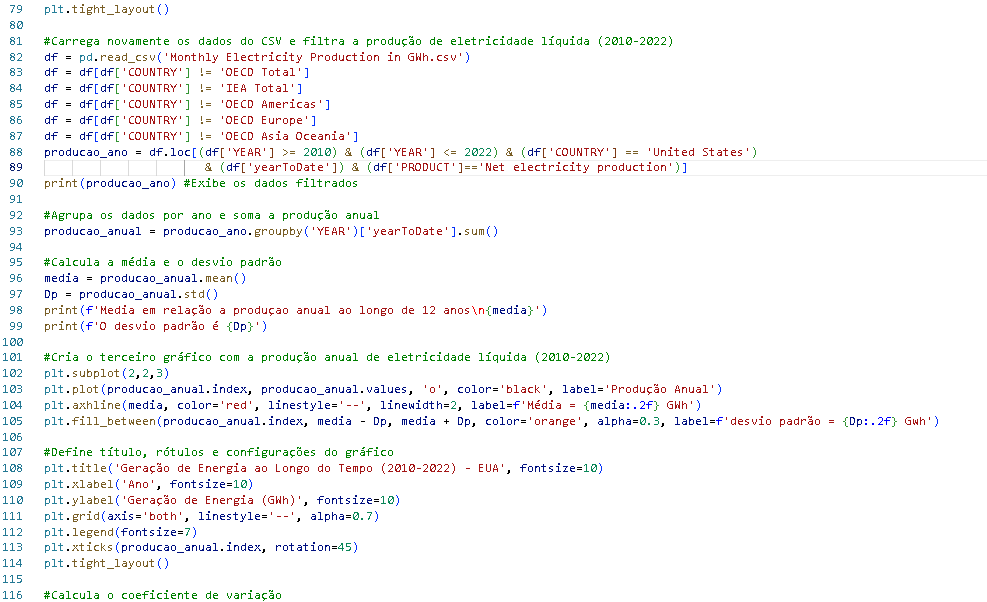 79 plt.tight_layout()
80
81 #Carrega novamente os dados do CSV e filtra a produção de eletricidade líquida (2010-2022)
82 df = pd.read_csv('Monthly Electricity Production in GWh.csv')
83 df = df[df['COUNTRY'] != 'OECD Total']
84 df = df[df['COUNTRY'] != 'IEA Total']
85 df = df[df['COUNTRY'] != 'OECD Americas']
86 df = df[df['COUNTRY'] != 'OECD Europe']
87 df = df[df['COUNTRY'] != 'OECD Asia Oceania']
88 producao_ano = df.loc[(df['YEAR'] >= 2010) & (df['YEAR'] <= 2022) & (df['COUNTRY'] == 'United States')
89 & (df['yearToDate']) & (df['PRODUCT']=='Net electricity production')]
90 print(producao_ano) #Exibe os dados filtrados
91
92 #Agrupa os dados por ano e soma a produção anual
93 producao_anual = producao_ano.groupby('YEAR')['yearToDate'].sum()
94
95 #Calcula a média e o desvio padrão
96 media = producao_anual.mean()
97 Dp = producao_anual.std()
98 print(f'Media em relação a produçao anual ao longo de 12 anos\n{media}')
99 print(f'O desvio padrão é {Dp}')
100
101 #Cria o terceiro gráfico com a produção anual de eletricidade líquida (2010-2022)
102 plt.subplot(2,2,3)
103 plt.plot(producao_anual.index, producao_anual.values, 'o', color='black', label='Produção Anual')
104 plt.axhline(media, color='red', linestyle='--', linewidth=2, label=f'Média = {media:.2f} GWh')
105 plt.fill_between(producao_anual.index, media - Dp, media + Dp, color='orange', alpha=0.3, label=f'desvio padrão = {Dp:.2f} Gwh')
106
107 #Define título, rótulos e configurações do gráfico
108 plt.title('Geração de Energia ao Longo do Tempo (2010-2022) - EUA', fontsize=10)
109 plt.xlabel('Ano', fontsize=10)
110 plt.ylabel('Geração de Energia (GWh)', fontsize=10)
111 plt.grid(axis='both', linestyle='--', alpha=0.7)
112 plt.legend(fontsize=7)
113 plt.xticks(producao_anual.index, rotation=45)
114 plt.tight_layout()
115
116 #Calcula o coeficiente de variação